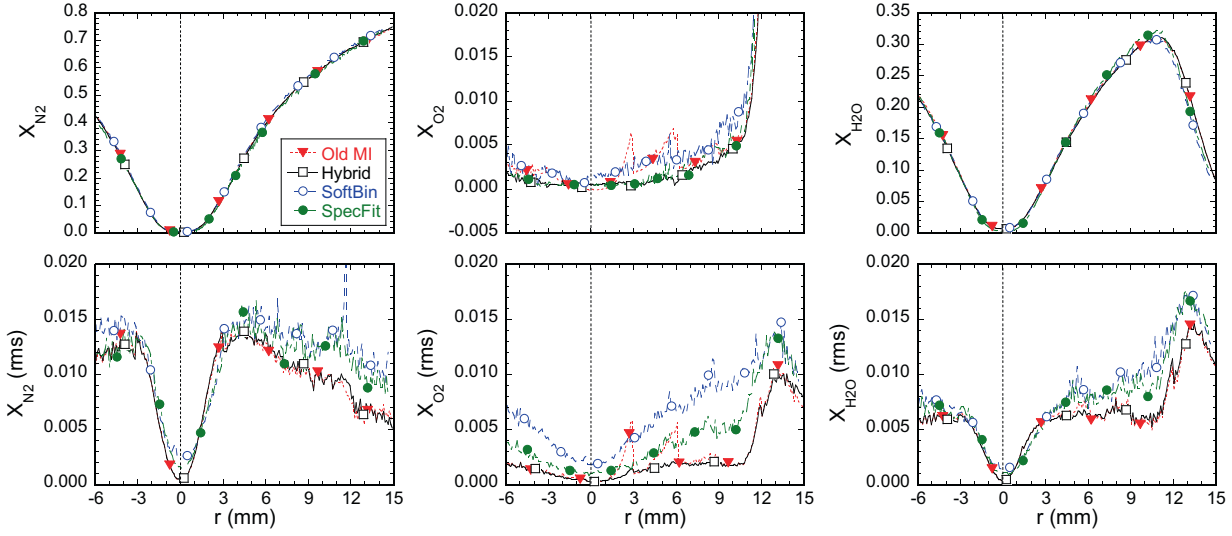 X_N2
0.8
0.7
0.6
0.5
0.4
0.3
0.2
0.1
0.0
Old MI
Hybrid
SoftBin
SpecFit
X_O2
0.020
0.015
0.010
0.005
0.000
-0.005
X_H2O
0.35
0.30
0.25
0.20
0.15
0.10
0.05
0.00
X_N2 (rms)
0.020
0.015
0.010
0.005
0.000
-6 -3 0 3 6 9 12 15
r (mm)
X_O2 (rms)
0.020
0.015
0.010
0.005
0.000
-6 -3 0 3 6 9 12 15
r (mm)
X_H2O (rms)
0.020
0.015
0.010
0.005
0.000
-6 -3 0 3 6 9 12 15
r (mm)